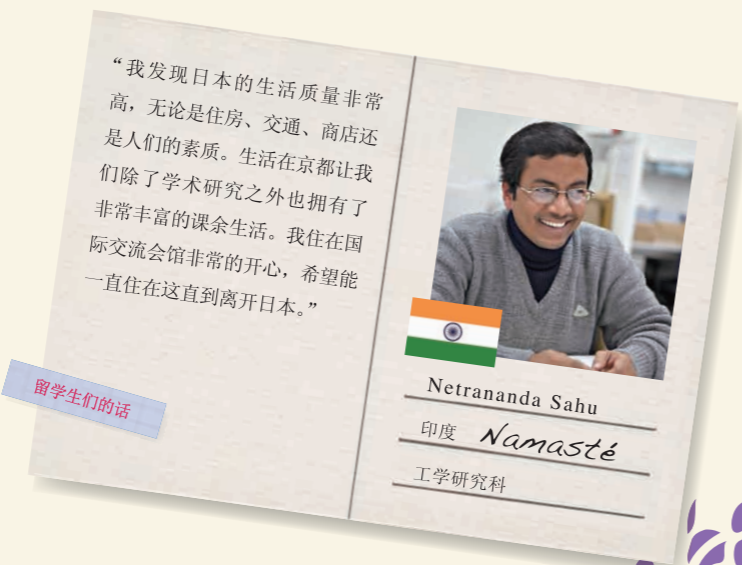 “我发现日本的生活质量非常
高，无论是住房、交通、商店还
是人们的素质。生活在京都让我
们除了学术研究之外也拥有了
非常丰富的课余生活。我住在国
际交流会馆非常的开心，希望能
一直住在这直到离开日本。”
留学生们的话
Netrananda Sahu
印度 Namasté
工学研究科